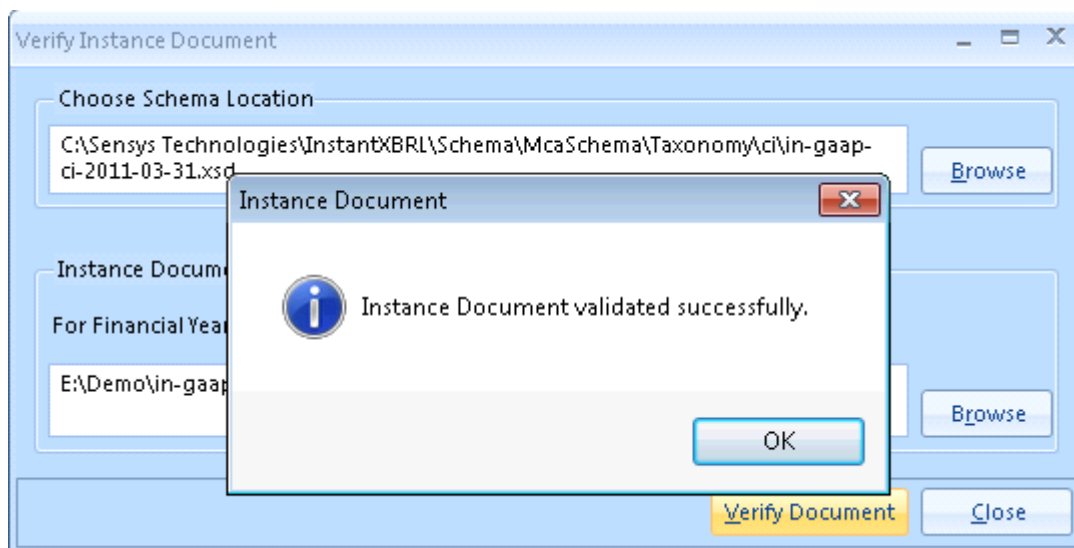 Verify Instance Document
Choose Schema Location
C:\Sensys Technologies\InstantXBRL\Schema\McaSchema\Taxonomy\ci\in-gaap-
ci-2011-03-31.xsd
Browse
Instance Document
Instance Document validated successfully.
OK
Instance Docum
For Financial Year
E:\Demo\in-gaap
Browse
Verify Document
Close